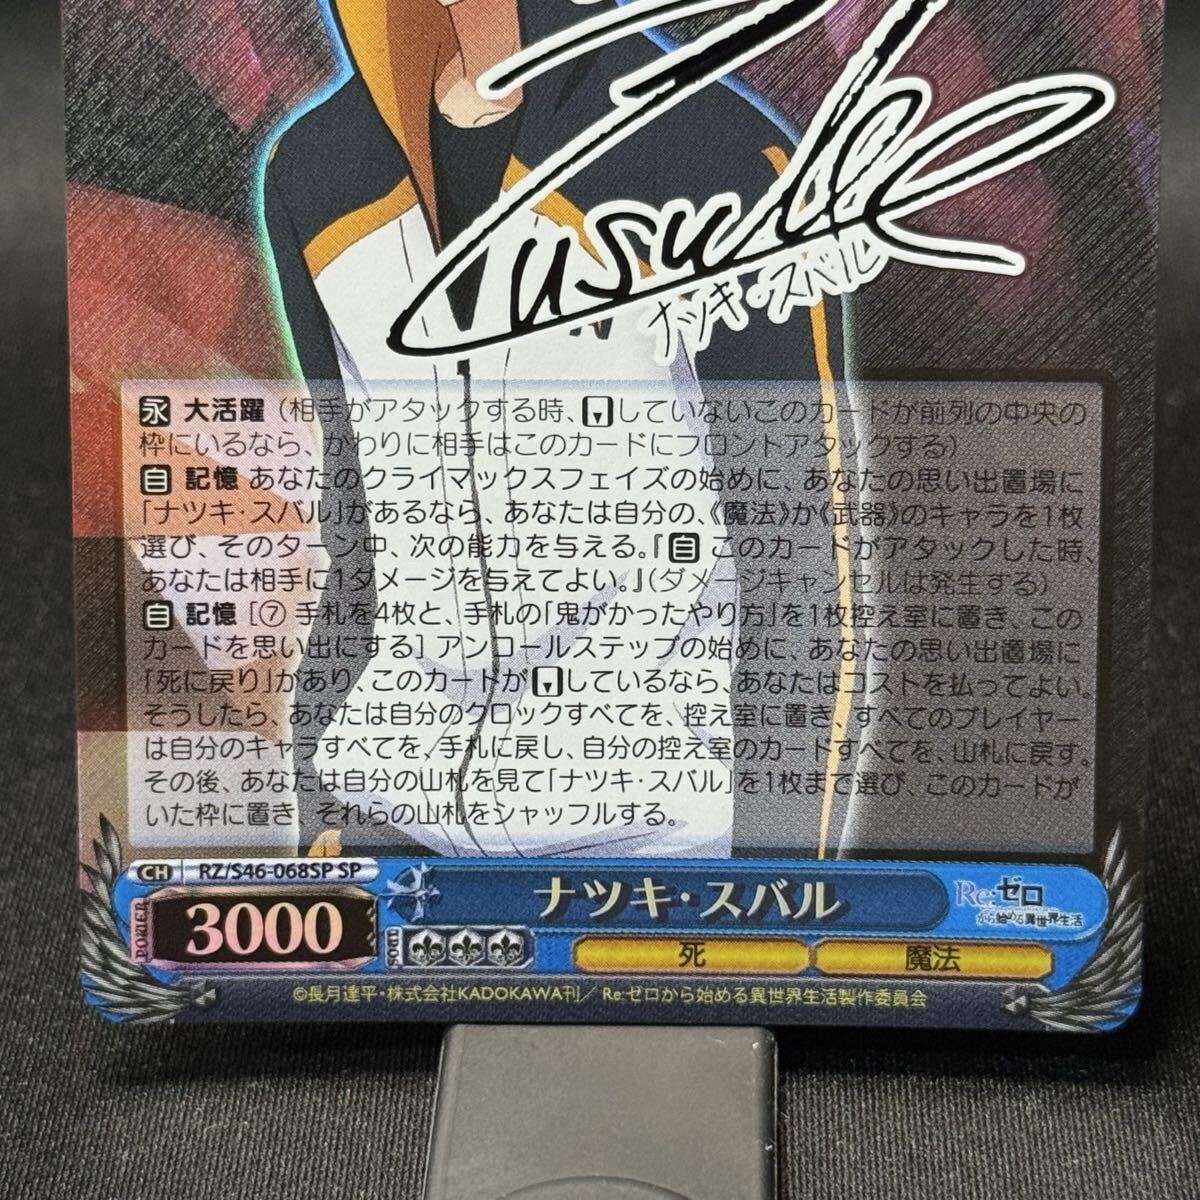 usuke
ナツキ・スバル
永 大活躍（相手がアタックする時、していないこのカードが前列の中央の
枠にいるなら、かわりに相手はこのカードにフロントアタックする）
自 記憶 あなたのクライマックスフェイズの始めに、あなたの思い出置場に
「ナツキ・スバル」があるなら、あなたは自分の、《魔法》か《武器》のキャラを1枚
選び、そのターン中、次の能力を与える。『自 このカードがアタックした時、
あなたは相手に1ダメージを与えてよい。』（ダメージキャンセルは発生する）
自 記憶［⑦ 手札を4枚と、手札の「鬼がかったやり方」を1枚控え室に置き、この
カードを思い出にする］アンコールステップの始めに、あなたの思い出置場に
「死に戻り」があり、このカードがしているなら、あなたはコストを払ってよい。
そうしたら、あなたは自分のクロックすべてを、控え室に置き、すべてのプレイヤー
は自分のキャラすべてを、手札に戻し、自分の控え室のカードすべてを、山札に戻す。
その後、あなたは自分の山札を見て「ナツキ・スバル」を1枚まで選び、このカードが
いた枠に置き、それらの山札をシャッフルする。
CH RZ/S46-068SP SP
ナツキ・スバル
Re:ゼロ
から始める異世界生活
POWER 3000
SOUL
死 魔法
©長月達平・株式会社KADOKAWA刊／Re:ゼロから始める異世界生活製作委員会